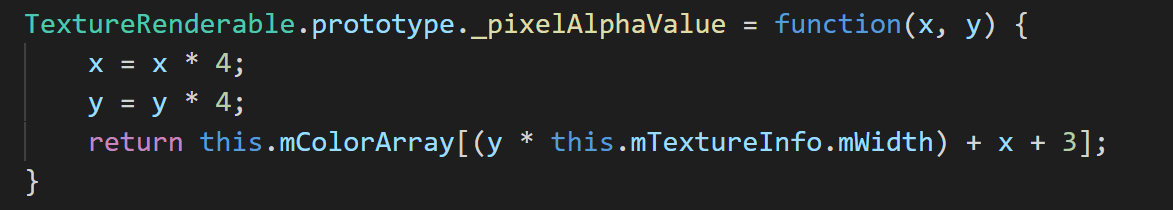 TextureRenderable.prototype._pixelAlphaValue = function(x, y) {
    x = x * 4;
    y = y * 4;
    return this.mColorArray[(y * this.mTextureInfo.mWidth) + x + 3];
}